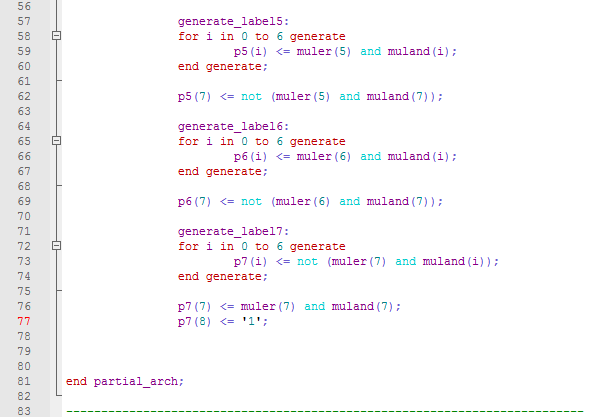 56
57 generate_label5:
58 for i in 0 to 6 generate
59 p5(i) <= muler(5) and muland(i);
60 end generate;
61
62 p5(7) <= not (muler(5) and muland(7));
63
64 generate_label6:
65 for i in 0 to 6 generate
66 p6(i) <= muler(6) and muland(i);
67 end generate;
68
69 p6(7) <= not (muler(6) and muland(7));
70
71 generate_label7:
72 for i in 0 to 6 generate
73 p7(i) <= not (muler(7) and muland(i));
74 end generate;
75
76 p7(7) <= muler(7) and muland(7);
77 p7(8) <= '1';
78
79
80
81 end partial_arch;
82
83 --------------------------------------------------------------------------